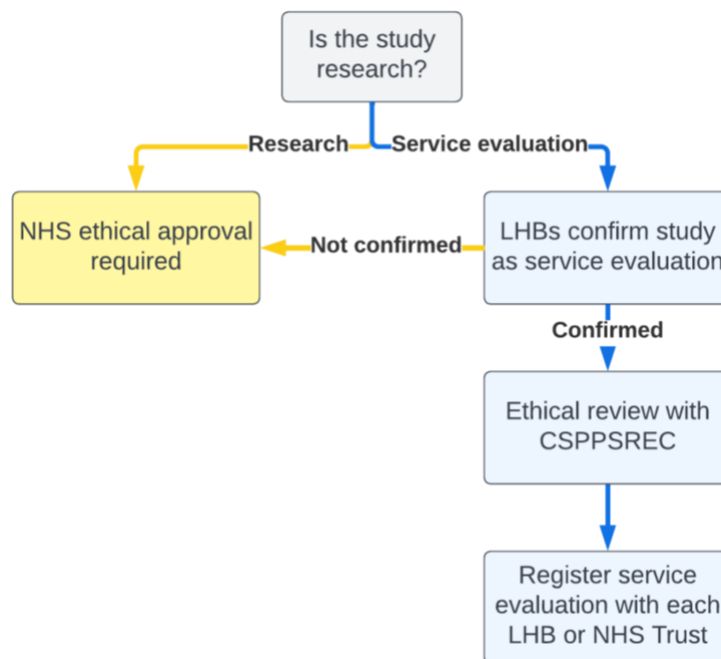 Is the study
research?
Research
Service evaluation
NHS ethical approval
required
Not confirmed
LHBs confirm study
as service evaluation
Confirmed
Ethical review with
CSPPSREC
Register service
evaluation with each
LHB or NHS Trust